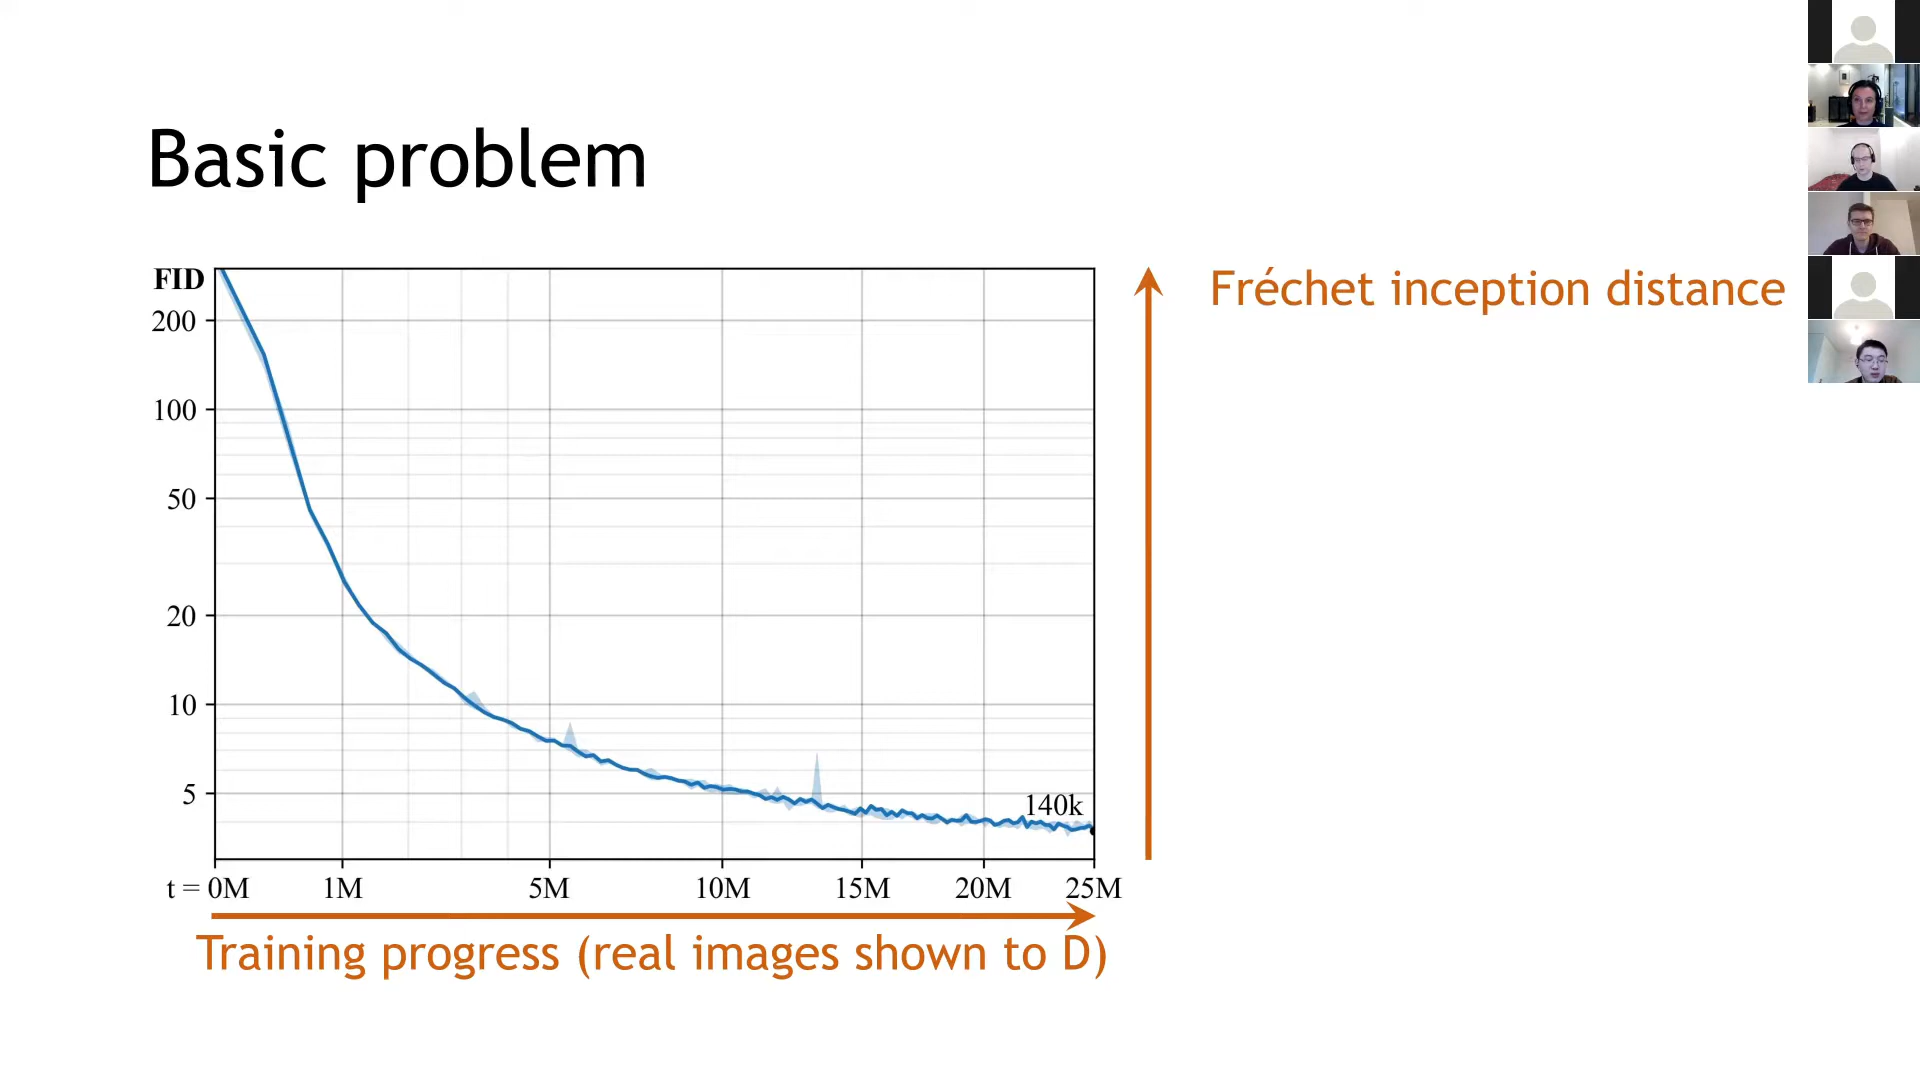 Basic problem
FID
200
100
50
20
10
5
140k
t = 0M 1M 5M 10M 15M 20M 25M
Training progress (real images shown to D)
Fréchet inception distance